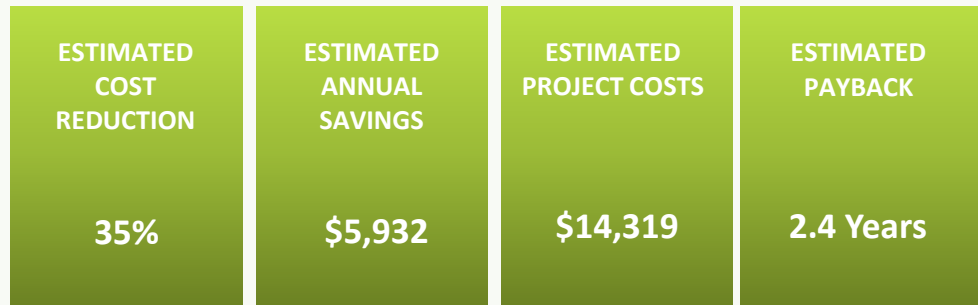 ESTIMATED
COST
REDUCTION
35%
ESTIMATED
ANNUAL
SAVINGS
$5,932
ESTIMATED
PROJECT COSTS
$14,319
ESTIMATED
PAYBACK
2.4 Years